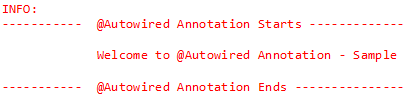 INFO:
----------- @Autowired Annotation Starts -------------
Welcome to @Autowired Annotation - Sample
----------- @Autowired Annotation Ends ---------------